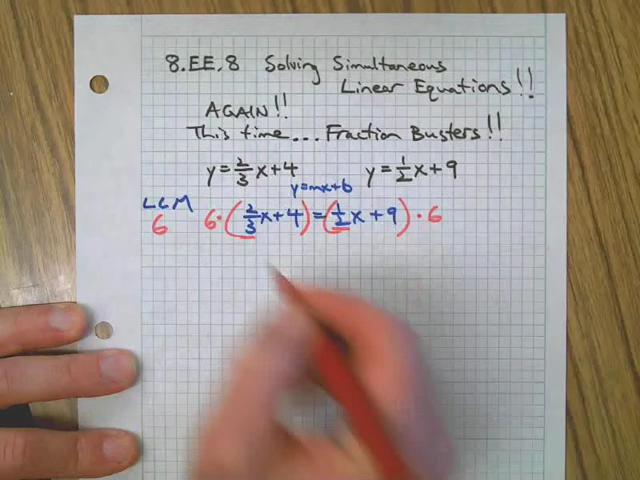 8.EE.8 Solving Simultaneous
Linear Equations!!
AGAIN!!
This time... Fraction Busters!!
y=2/3x+4 y=1/2x+9
y=mx+b
LCM
6 6·(2/3x+4)=(1/2x+9)·6